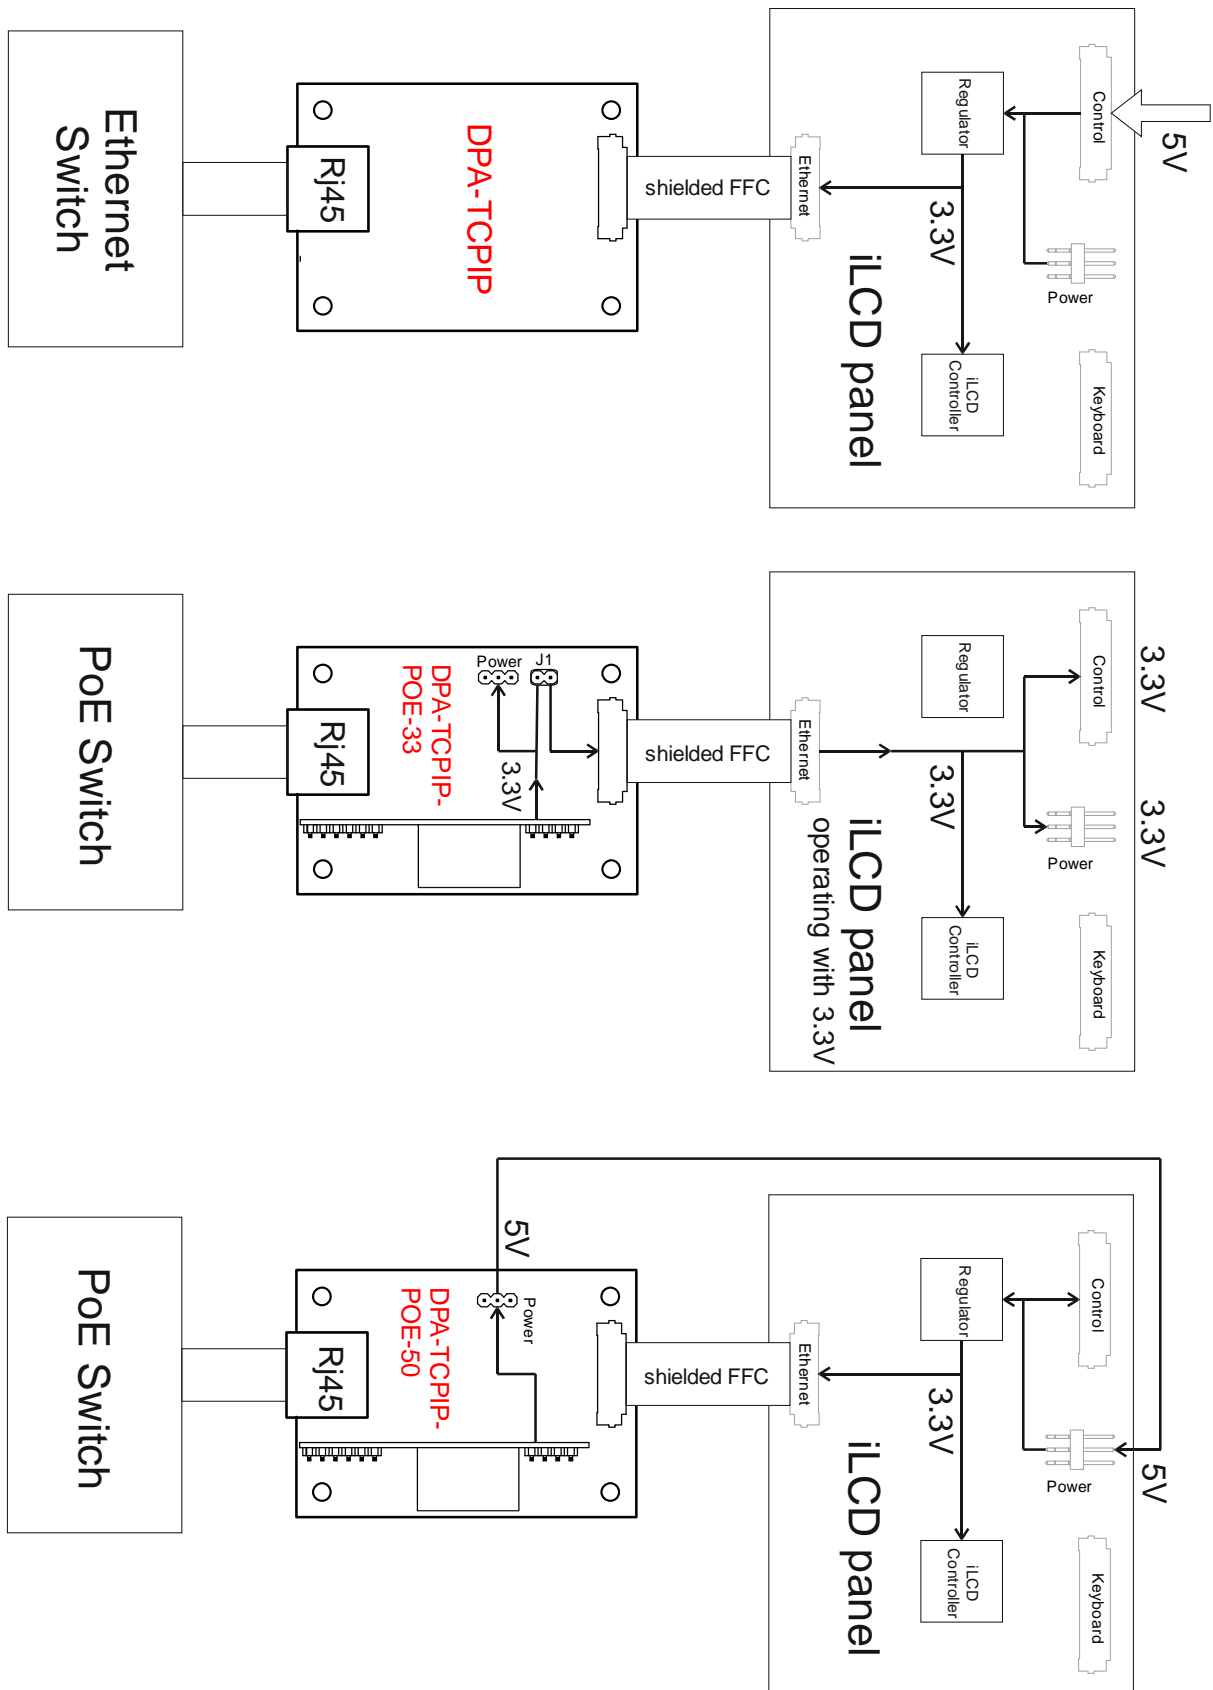 Ethernet
Switch
Rj45
DPA-TCPIP
shielded FFC
Ethernet
Regulator
Control
5V
3.3V
Power
iLCD panel
iLCD
Controller
Keyboard
PoE Switch
Rj45
Power
J1
DPA-TCPIP-
POE-33
3.3V
shielded FFC
Ethernet
Regulator
Control
3.3V
3.3V
3.3V
Power
iLCD panel
operating with 3.3V
iLCD
Controller
Keyboard
PoE Switch
Rj45
5V
Power
DPA-TCPIP-
POE-50
shielded FFC
Ethernet
Regulator
Control
3.3V
Power
5V
iLCD panel
iLCD
Controller
Keyboard